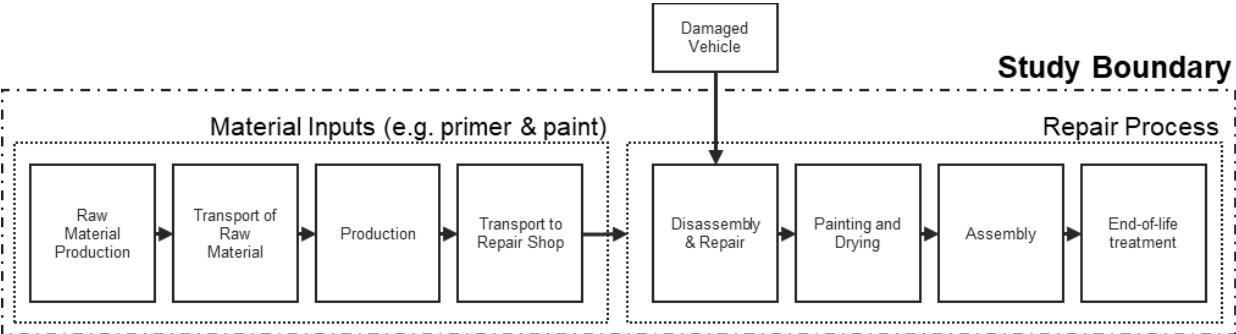 Damaged
Vehicle
Study Boundary
Material Inputs (e.g. primer & paint)
Repair Process
Raw
Material
Production
Transport of
Raw
Material
Production
Transport to
Repair Shop
Disassembly
& Repair
Painting and
Drying
Assembly
End-of-life
treatment